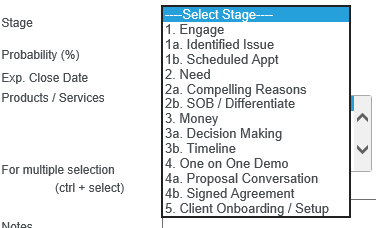 Stage
-----Select Stage-----
1. Engage
1a. Identified Issue
Probability (%)
1b. Scheduled Appt
2. Need
Exp. Close Date
2a. Compelling Reasons
Products / Services
2b. SOB / Differentiate
3. Money
3a. Decision Making
3b. Timeline
For multiple selection
4. One on One Demo
(ctrl + select)
4a. Proposal Conversation
4b. Signed Agreement
5. Client Onboarding / Setup
Notes